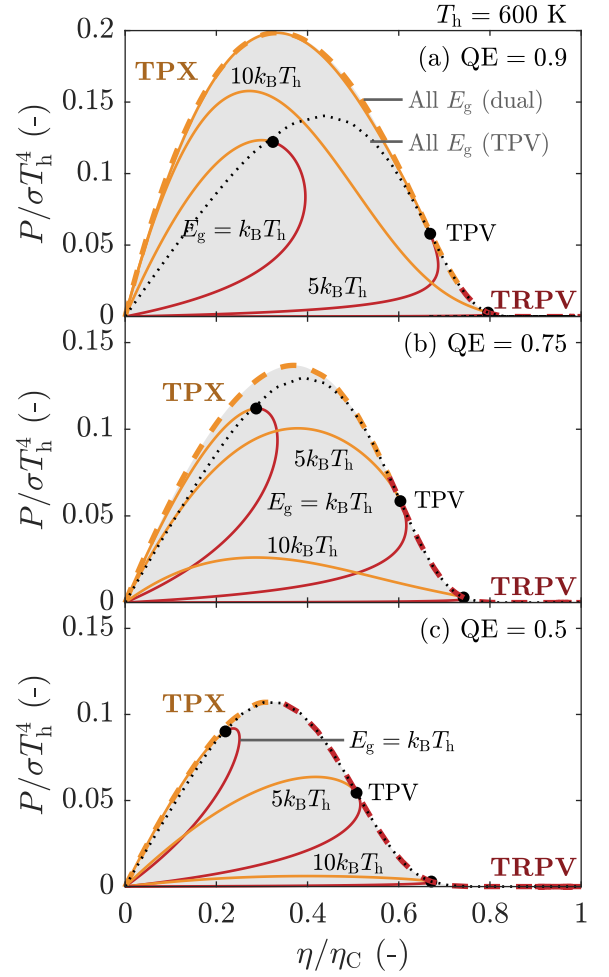 T_h = 600 K
0.2
0.15
0.1
0.05
0
P/σT_h^4 (-)
TPX
(a) QE = 0.9
10k_BT_h
All E_g (dual)
All E_g (TPV)
E_g = k_BT_h
TPV
5k_BT_h
TRPV
0.15
0.1
0.05
0
P/σT_h^4 (-)
(b) QE = 0.75
TPX
5k_BT_h
E_g = k_BT_h
TPV
10k_BT_h
TRPV
0.15
0.1
0.05
0
P/σT_h^4 (-)
(c) QE = 0.5
TPX
E_g = k_BT_h
5k_BT_h
TPV
10k_BT_h
TRPV
0 0.2 0.4 0.6 0.8 1
η/η_C (-)